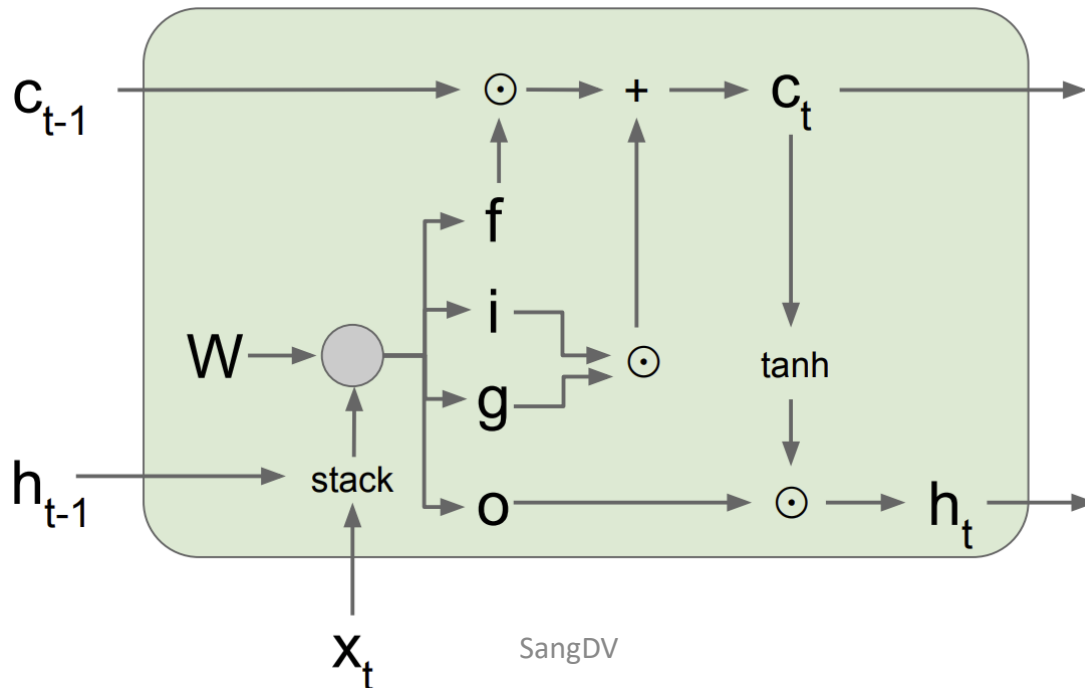 c_{t-1} ⊙ + c_t
f
i
W ⊙ tanh
g
h_{t-1} stack o ⊙ h_t
x_t
SangDV